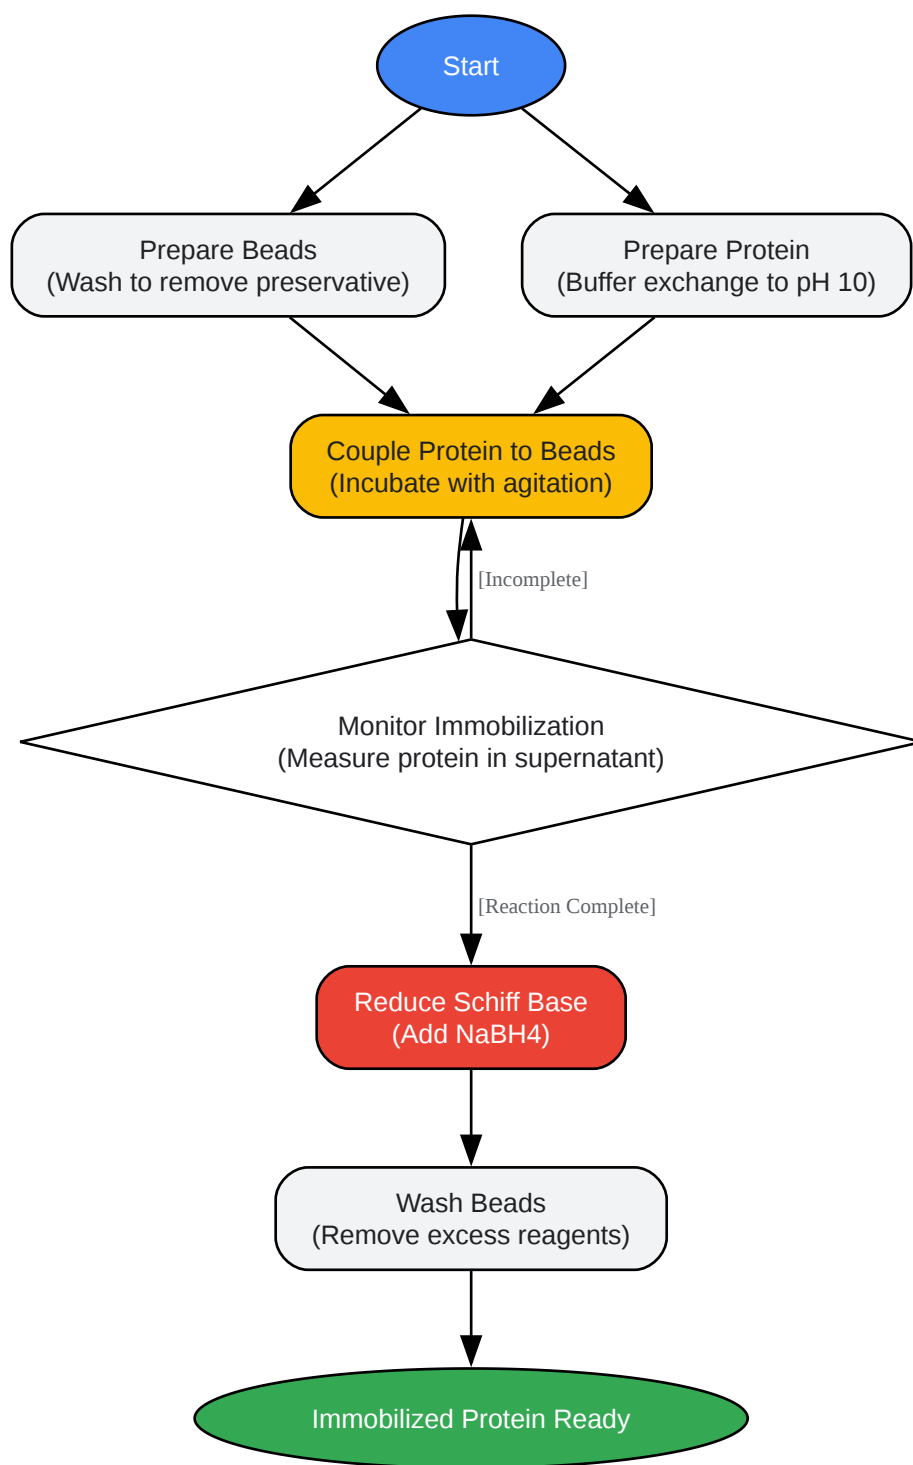 Start
Prepare Beads
(Wash to remove preservative)
Prepare Protein
(Buffer exchange to pH 10)
Couple Protein to Beads
(Incubate with agitation)
[Incomplete]
Monitor Immobilization
(Measure protein in supernatant)
[Reaction Complete]
Reduce Schiff Base
(Add NaBH4)
Wash Beads
(Remove excess reagents)
Immobilized Protein Ready